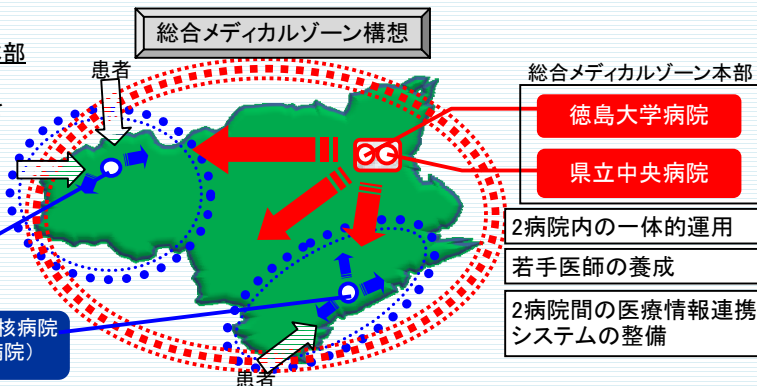 総合メディカルゾーン構想
部
患者
総合メディカルゾーン本部
徳島大学病院
県立中央病院
2病院内の一体的運用
若手医師の養成
2病院間の医療情報連携
システムの整備
核病院
病院）
患者